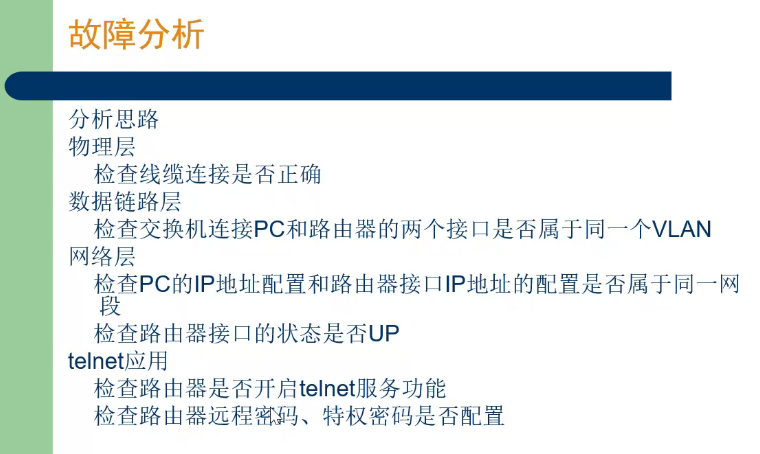 故障分析
分析思路
物理层
检查线缆连接是否正确
数据链路层
检查交换机连接PC和路由器的两个接口是否属于同一个VLAN
网络层
检查PC的IP地址配置和路由器接口IP地址的配置是否属于同一网
段
检查路由器接口的状态是否UP
telnet应用
检查路由器是否开启telnet服务功能
检查路由器远程密码、特权密码是否配置